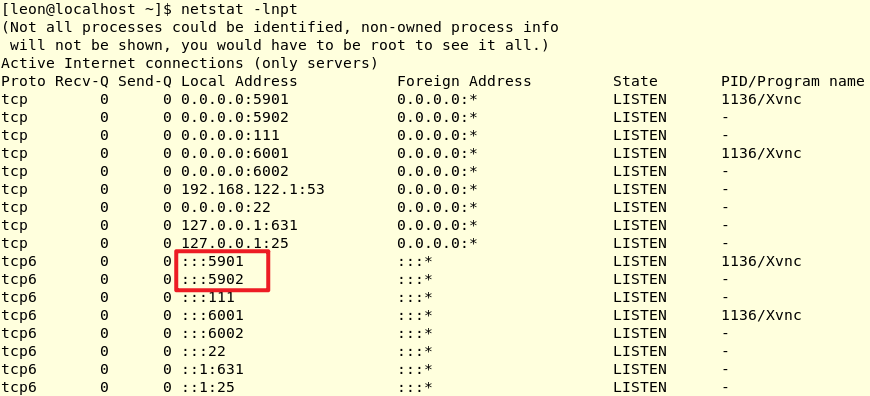 [leon@localhost ~]$ netstat -lnpt
(Not all processes could be identified, non-owned process info
 will not be shown, you would have to be root to see it all.)
Active Internet connections (only servers)
Proto Recv-Q Send-Q Local Address           Foreign Address         State       PID/Program name
tcp        0      0 0.0.0.0:5901            0.0.0.0:*               LISTEN      1136/Xvnc
tcp        0      0 0.0.0.0:5902            0.0.0.0:*               LISTEN      -
tcp        0      0 0.0.0.0:111             0.0.0.0:*               LISTEN      -
tcp        0      0 0.0.0.0:6001            0.0.0.0:*               LISTEN      1136/Xvnc
tcp        0      0 0.0.0.0:6002            0.0.0.0:*               LISTEN      -
tcp        0      0 192.168.122.1:53        0.0.0.0:*               LISTEN      -
tcp        0      0 0.0.0.0:22              0.0.0.0:*               LISTEN      -
tcp        0      0 127.0.0.1:631           0.0.0.0:*               LISTEN      -
tcp        0      0 127.0.0.1:25            0.0.0.0:*               LISTEN      -
tcp6       0      0 :::5901                 :::*                    LISTEN      1136/Xvnc
tcp6       0      0 :::5902                 :::*                    LISTEN      -
tcp6       0      0 :::111                  :::*                    LISTEN      -
tcp6       0      0 :::6001                 :::*                    LISTEN      1136/Xvnc
tcp6       0      0 :::6002                 :::*                    LISTEN      -
tcp6       0      0 :::22                   :::*                    LISTEN      -
tcp6       0      0 ::1:631                 :::*                    LISTEN      -
tcp6       0      0 ::1:25                  :::*                    LISTEN      -